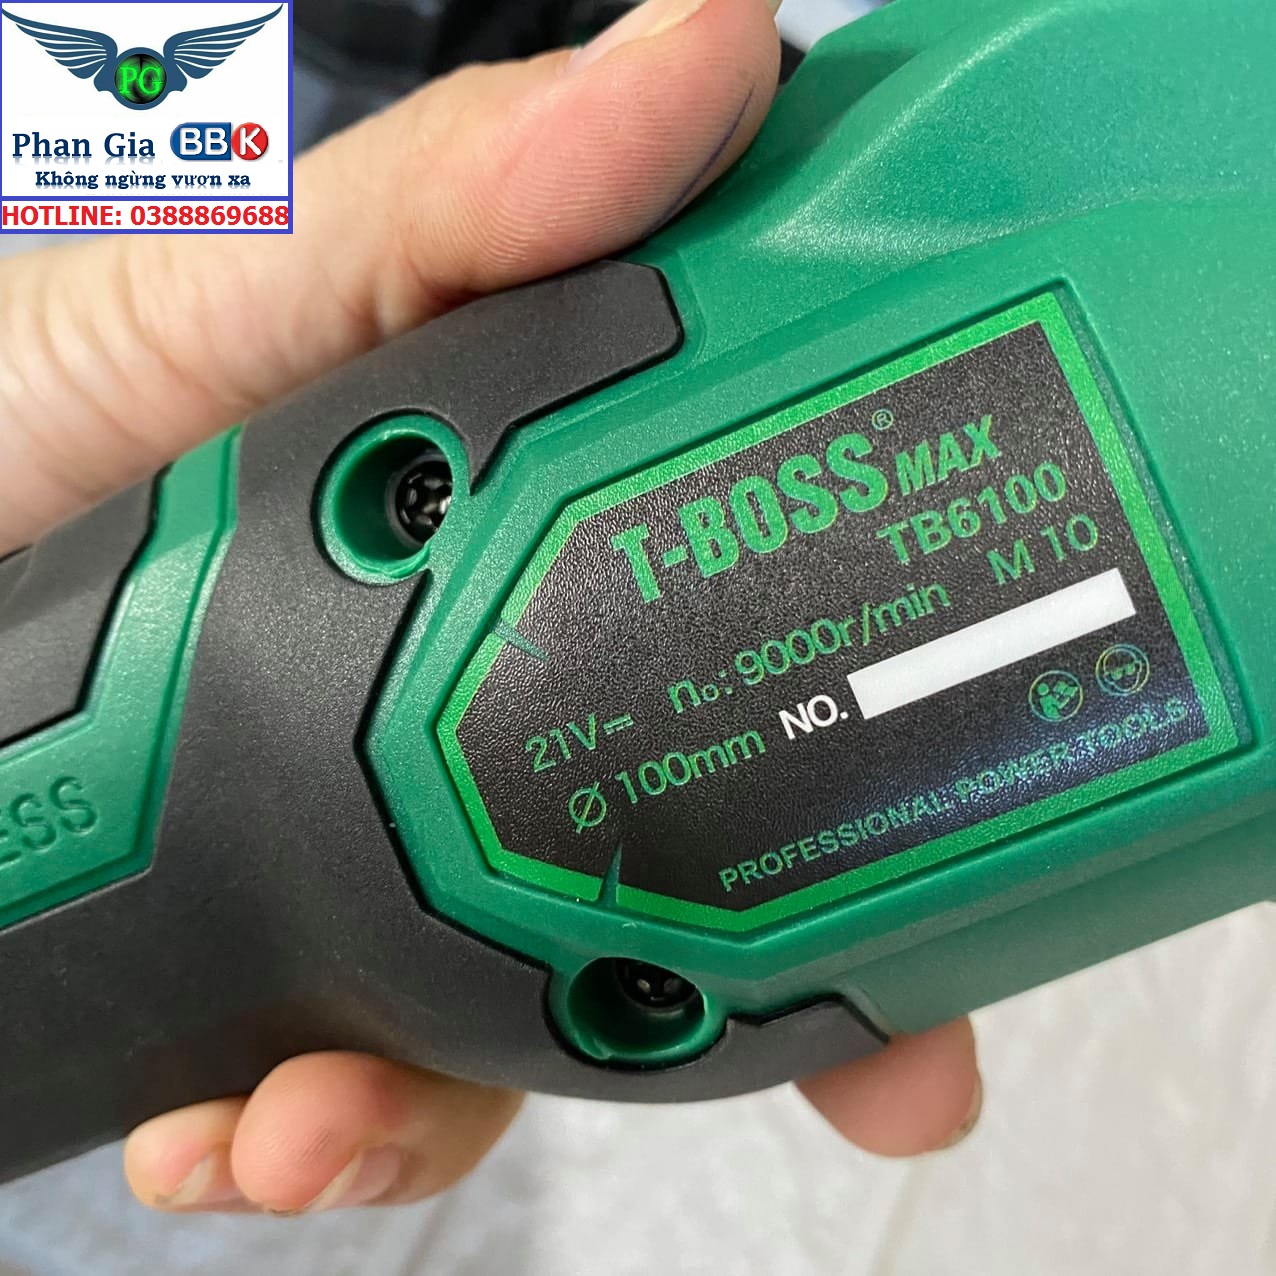 PG
Phan Gia BBK
Không ngừng vươn xa
HOTLINE: 0388869688
T-BOSS® MAX
TB6100
21V⎓ n₀: 9000r/min M 10
Ø 100mm NO.
PROFESSIONAL POWER TOOLS
ESS